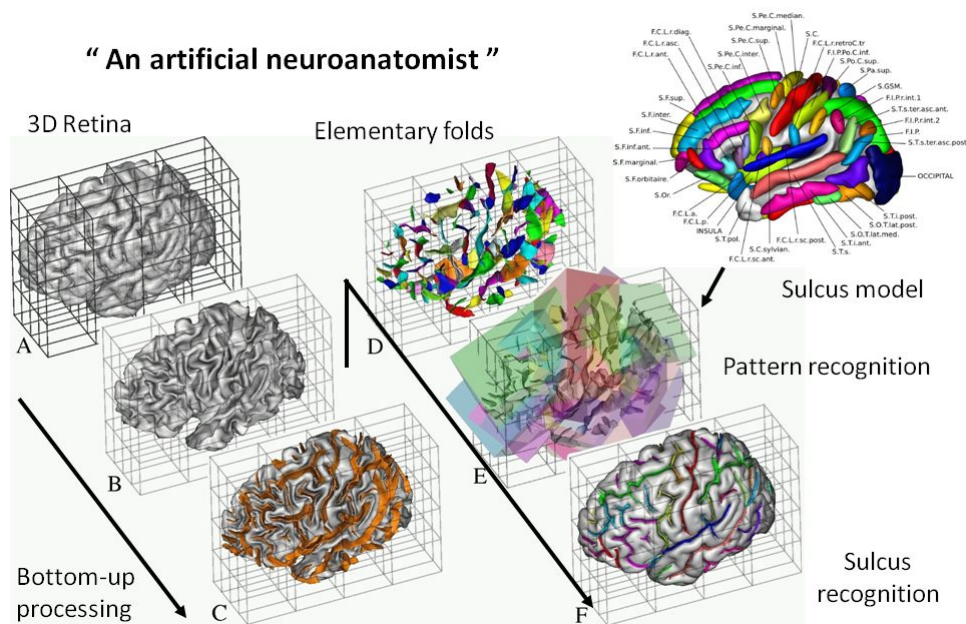 “ An artificial neuroanatomist ”
3D Retina
Elementary folds
S.Pe.C.median.
S.Pe.C.marginal.
S.Pe.C.sup.
S.Pe.C.inter.
S.Pe.C.inf.
F.C.L.r.diag.
F.C.L.r.asc.
F.C.L.r.ant.
S.F.sup.
S.F.inter.
S.F.inf.
S.F.inf.ant.
S.F.marginal.
S.F.orbitaire.
S.Or.
F.C.L.a.
F.C.L.p.
INSULA
S.T.pol.
F.C.L.r.sc.ant.
S.C.sylvian.
F.C.L.r.sc.post.
S.T.s.
S.T.i.ant.
S.O.T.lat.med.
S.O.T.lat.post.
S.T.i.post.
OCCIPITAL
S.T.s.ter.asc.post.
F.I.P.
F.I.P.r.int.2
S.T.s.ter.asc.ant.
F.I.P.r.int.1
S.GSM.
S.Pa.sup.
S.Po.C.sup.
F.I.P.Po.C.inf.
F.C.L.r.retroC.tr
S.C.
Sulcus model
Pattern recognition
A
B
C
D
E
F
Bottom-up
processing
Sulcus
recognition